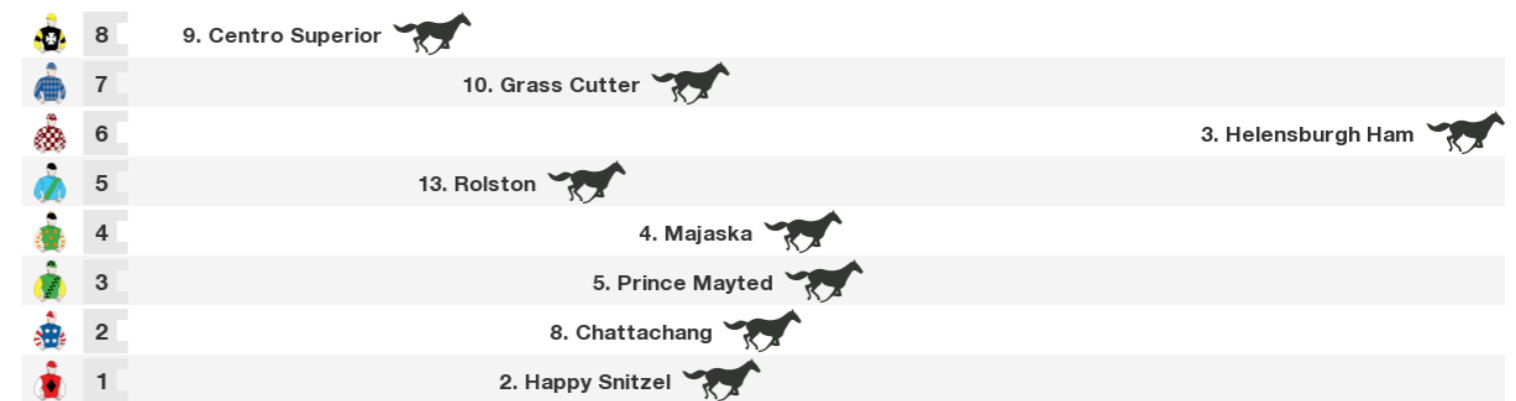 8 9. Centro Superior
7 10. Grass Cutter
6 3. Helensburgh Ham
5 13. Rolston
4 4. Majaska
3 5. Prince Mayted
2 8. Chattachang
1 2. Happy Snitzel